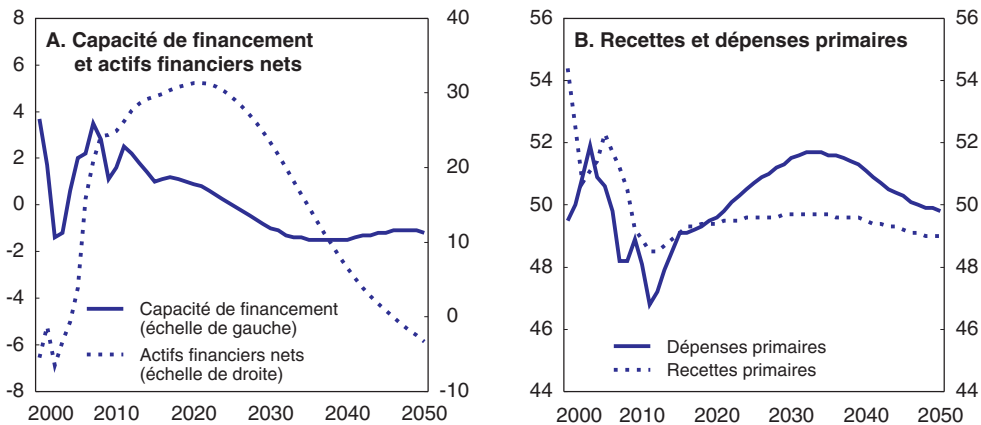 A. Capacité de financement
et actifs financiers nets
8
6
4
2
0
-2
-4
-6
-8
40
30
20
10
0
-10
Capacité de financement
(échelle de gauche)
Actifs financiers nets
(échelle de droite)
2000 2010 2020 2030 2040 2050
B. Recettes et dépenses primaires
56
54
52
50
48
46
44
56
54
52
50
48
46
44
Dépenses primaires
Recettes primaires
2000 2010 2020 2030 2040 2050